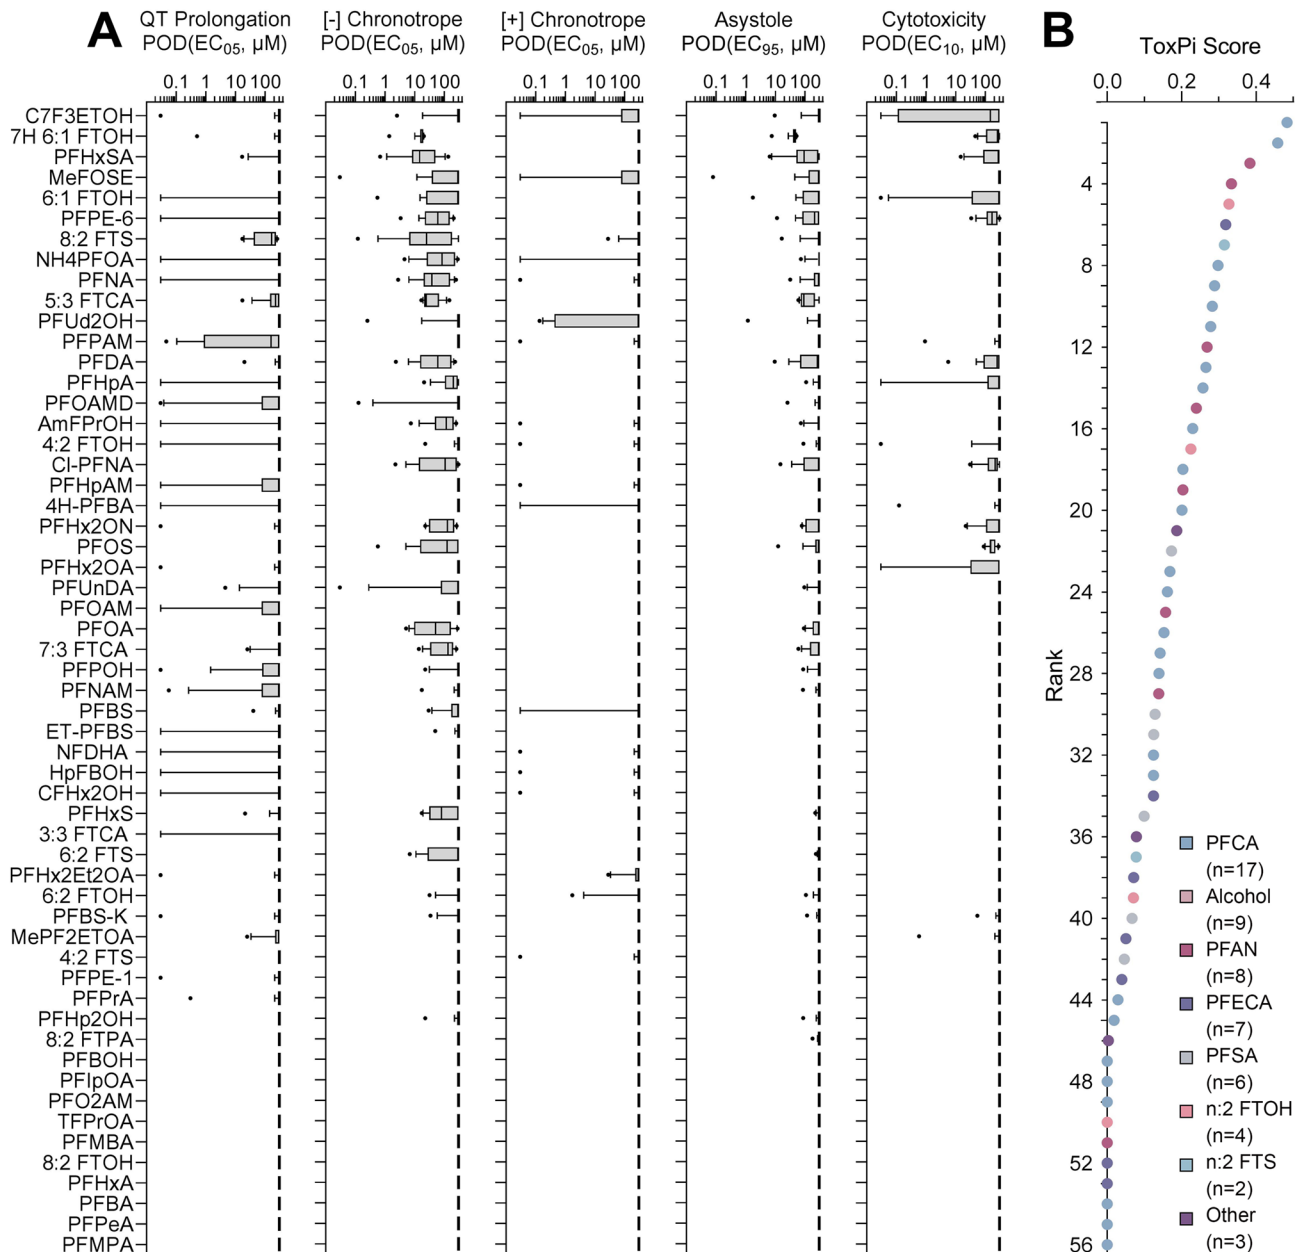 A
QT Prolongation
POD(EC05, µM)
[-] Chronotrope
POD(EC05, µM)
[+] Chronotrope
POD(EC05, µM)
Asystole
POD(EC95, µM)
Cytotoxicity
POD(EC10, µM)
B
ToxPi Score
0.1 1 10 100
0.1 1 10 100
0.1 1 10 100
0.1 1 10 100
0.1 1 10 100
0.0 0.2 0.4
C7F3ETOH
7H 6:1 FTOH
PFHxSA
MeFOSE
6:1 FTOH
PFPE-6
8:2 FTS
NH4PFOA
PFNA
5:3 FTCA
PFUd2OH
PFPAM
PFDA
PFHpA
PFOAMD
AmFPrOH
4:2 FTOH
Cl-PFNA
PFHpAM
4H-PFBA
PFHx2ON
PFOS
PFHx2OA
PFUnDA
PFOAM
PFOA
7:3 FTCA
PFPOH
PFNAM
PFBS
ET-PFBS
NFDHA
HpFBOH
CFHx2OH
PFHxS
3:3 FTCA
6:2 FTS
PFHx2Et2OA
6:2 FTOH
PFBS-K
MePF2ETOA
4:2 FTS
PFPE-1
PFPrA
PFHp2OH
8:2 FTPA
PFBOH
PFIpOA
PFO2AM
TFPrOA
PFMBA
8:2 FTOH
PFHxA
PFBA
PFPeA
PFMPA
Rank
4
8
12
16
20
24
28
32
36
40
44
48
52
56
PFCA
(n=17)
Alcohol
(n=9)
PFAN
(n=8)
PFECA
(n=7)
PFSA
(n=6)
n:2 FTOH
(n=4)
n:2 FTS
(n=2)
Other
(n=3)